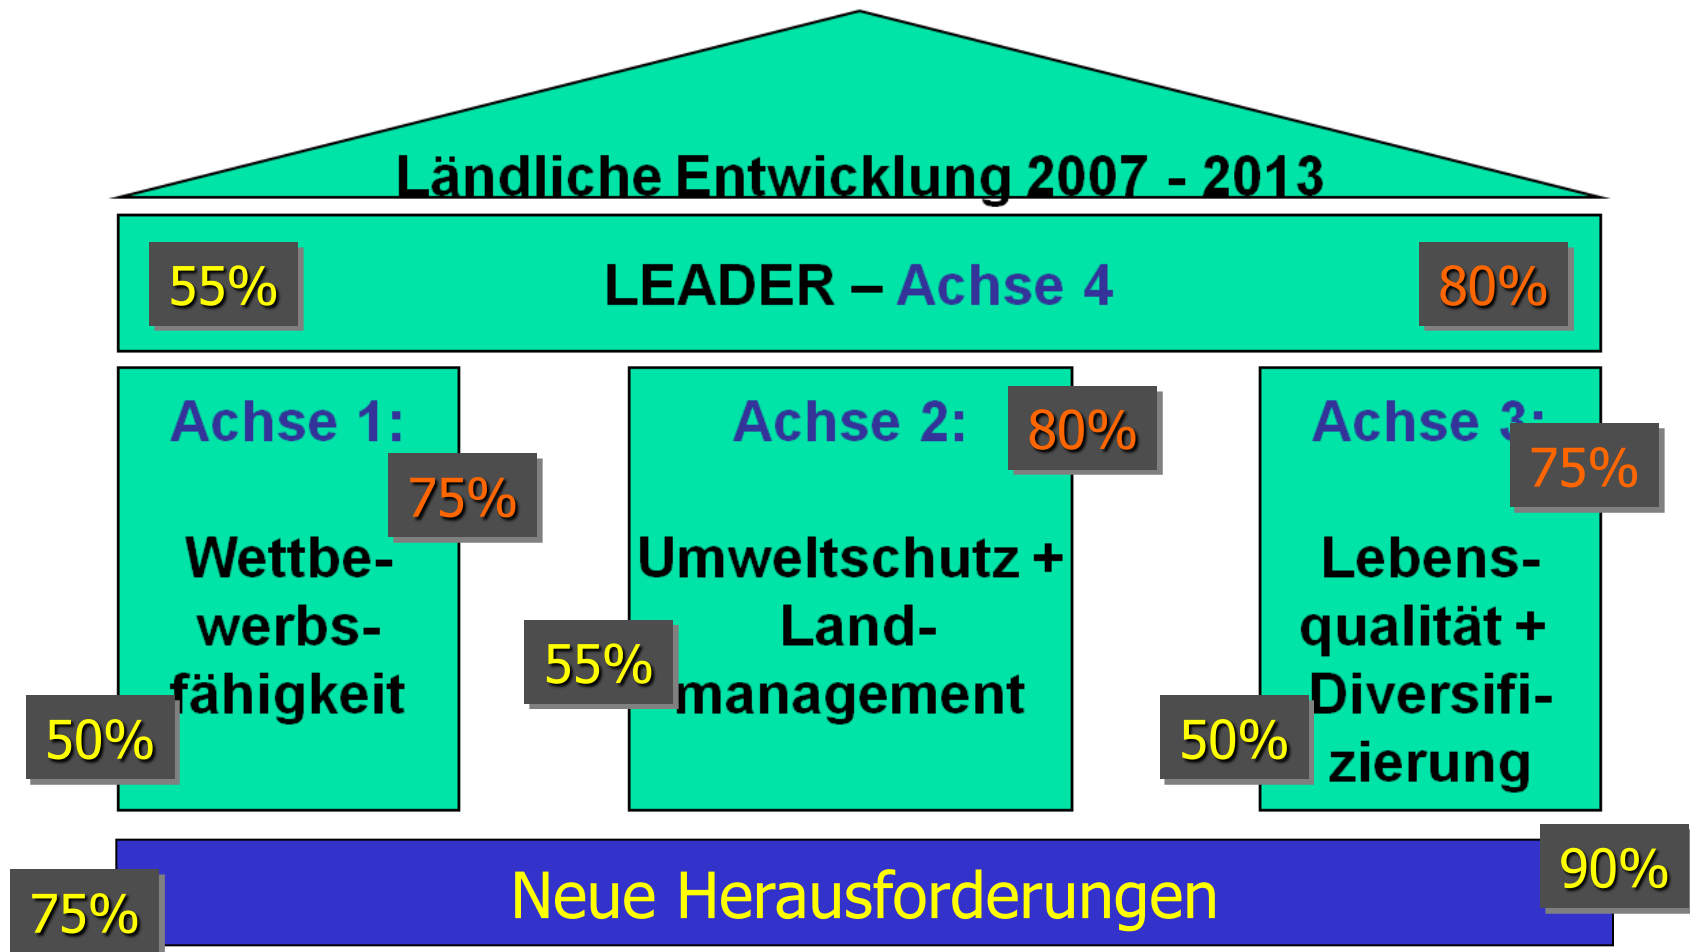 Ländliche Entwicklung 2007 - 2013
55%
LEADER – Achse 4
80%
Achse 1:
75%
Wettbe-
werbs-
fähigkeit
50%
Achse 2:
80%
Umweltschutz +
Land-
management
55%
Achse 3:
75%
Lebens-
qualität +
Diversifi-
zierung
50%
Neue Herausforderungen
75%
90%